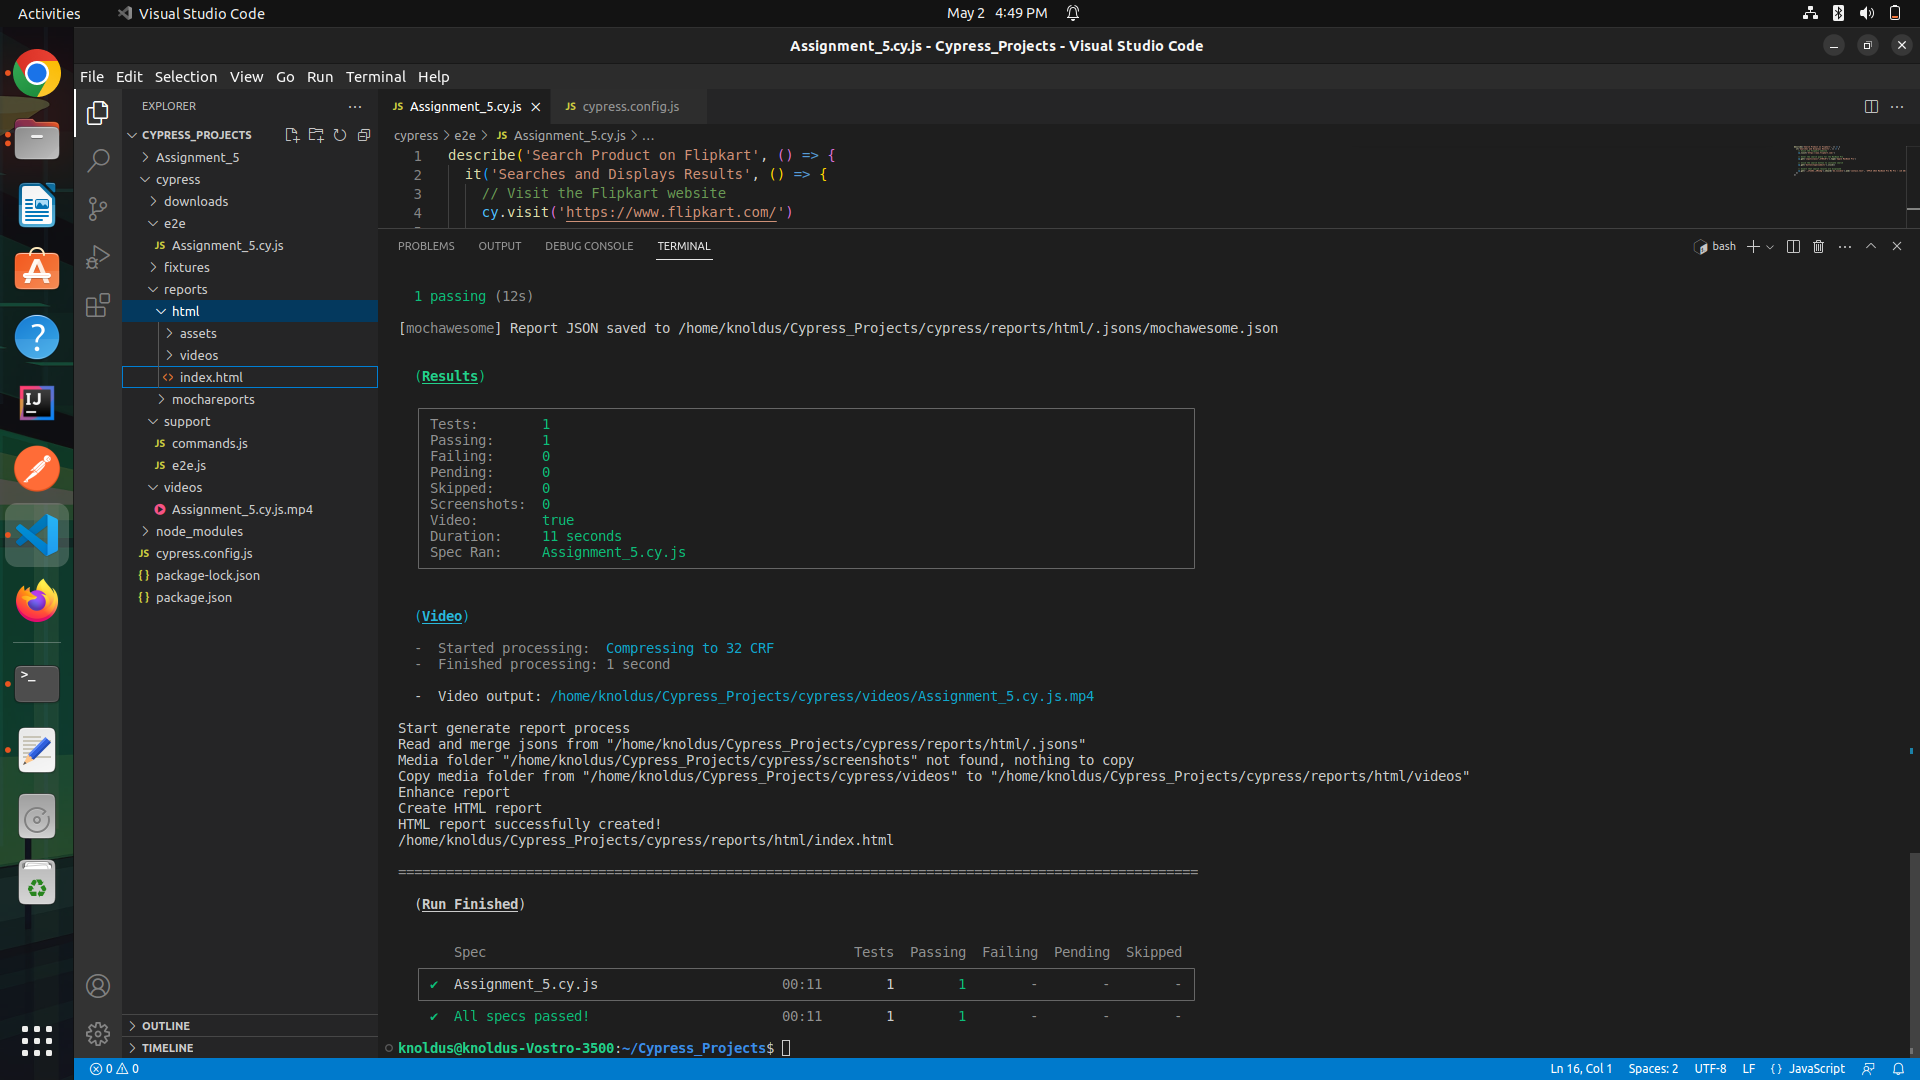 Activities Visual Studio Code May 2 4:49 PM
Assignment_5.cy.js - Cypress_Projects - Visual Studio Code
File Edit Selection View Go Run Terminal Help
EXPLORER
CYPRESS_PROJECTS
Assignment_5
cypress
downloads
e2e
JS Assignment_5.cy.js
fixtures
reports
html
assets
videos
<> index.html
mochareports
support
JS commands.js
JS e2e.js
videos
Assignment_5.cy.js.mp4
node_modules
JS cypress.config.js
{} package-lock.json
{} package.json
OUTLINE
TIMELINE
JS Assignment_5.cy.js JS cypress.config.js
cypress > e2e > JS Assignment_5.cy.js > ...
1 describe('Search Product on Flipkart', () => {
2 it('Searches and Displays Results', () => {
3 // Visit the Flipkart website
4 cy.visit('https://www.flipkart.com/')
PROBLEMS OUTPUT DEBUG CONSOLE TERMINAL bash
1 passing (12s)
[mochawesome] Report JSON saved to /home/knoldus/Cypress_Projects/cypress/reports/html/.jsons/mochawesome.json
(Results)
Tests: 1
Passing: 1
Failing: 0
Pending: 0
Skipped: 0
Screenshots: 0
Video: true
Duration: 11 seconds
Spec Ran: Assignment_5.cy.js
(Video)
- Started processing: Compressing to 32 CRF
- Finished processing: 1 second
- Video output: /home/knoldus/Cypress_Projects/cypress/videos/Assignment_5.cy.js.mp4
Start generate report process
Read and merge jsons from "/home/knoldus/Cypress_Projects/cypress/reports/html/.jsons"
Media folder "/home/knoldus/Cypress_Projects/cypress/screenshots" not found, nothing to copy
Copy media folder from "/home/knoldus/Cypress_Projects/cypress/videos" to "/home/knoldus/Cypress_Projects/cypress/reports/html/videos"
Enhance report
Create HTML report
HTML report successfully created!
/home/knoldus/Cypress_Projects/cypress/reports/html/index.html
====================================================================================================
(Run Finished)
Spec Tests Passing Failing Pending Skipped
✔ Assignment_5.cy.js 00:11 1 1 - - -
✔ All specs passed! 00:11 1 1 - - -
knoldus@knoldus-Vostro-3500:~/Cypress_Projects$
0 0 Ln 16, Col 1 Spaces: 2 UTF-8 LF {} JavaScript